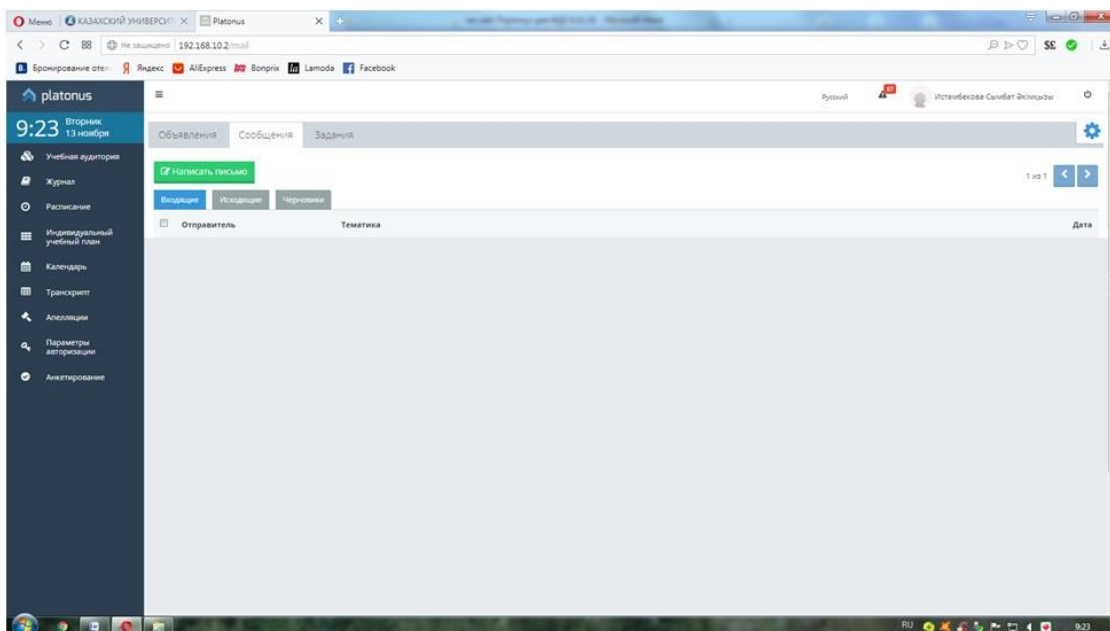 Меню
КАЗАХСКИЙ УНИВЕРСИТ
Platonus
Не защищено 192.168.10.2/mail
Бронирование отел
Яндекс
AliExpress
Bonprix
Lamoda
Facebook
platonus
Русский
Истамбекова Сымбат Әкімқызы
9:23 Вторник
13 ноября
Объявления Сообщения Задания
Учебная аудитория
Журнал
Расписание
Индивидуальный
учебный план
Календарь
Транскрипт
Апелляции
Параметры
авторизации
Анкетирование
Написать письмо
1 из 1
Входящие Исходящие Черновики
Отправитель Тематика Дата
RU 9:23